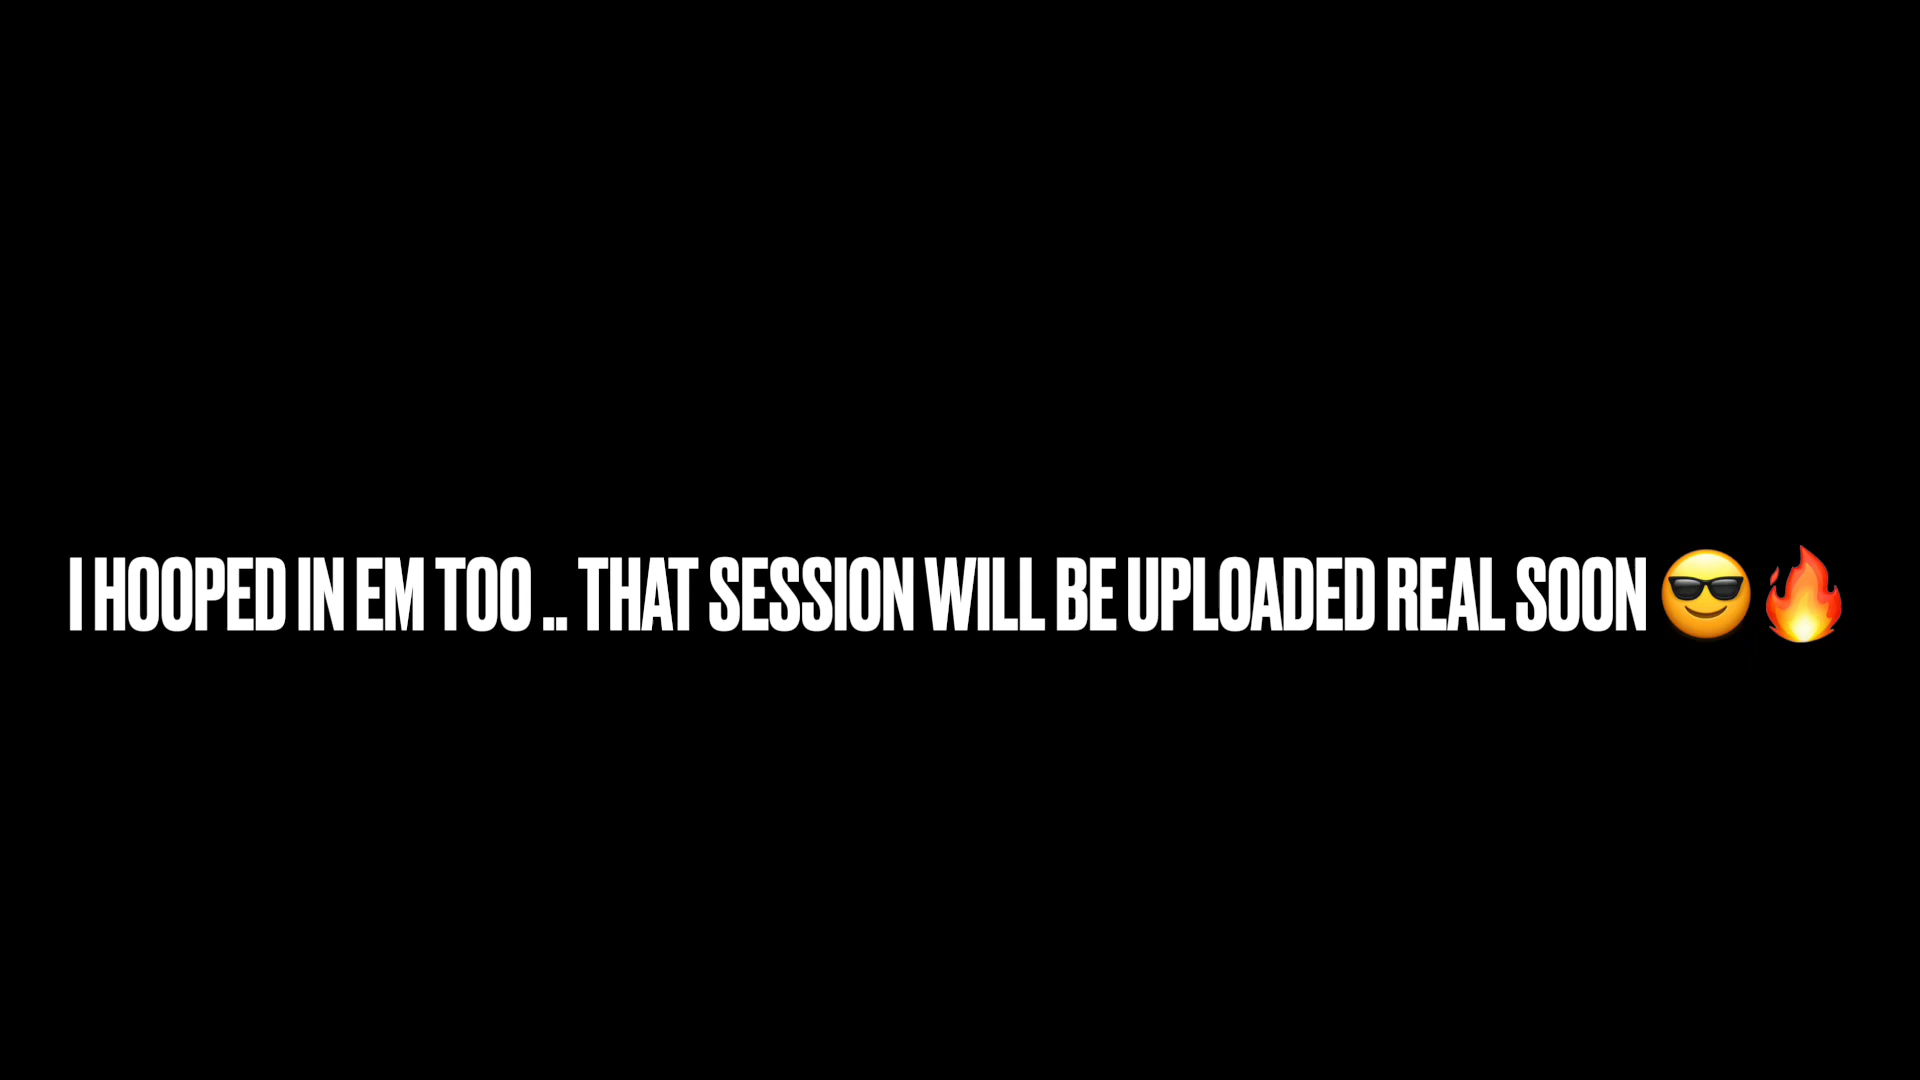 I HOOPED IN EM TOO .. THAT SESSION WILL BE UPLOADED REAL SOON 😎🔥